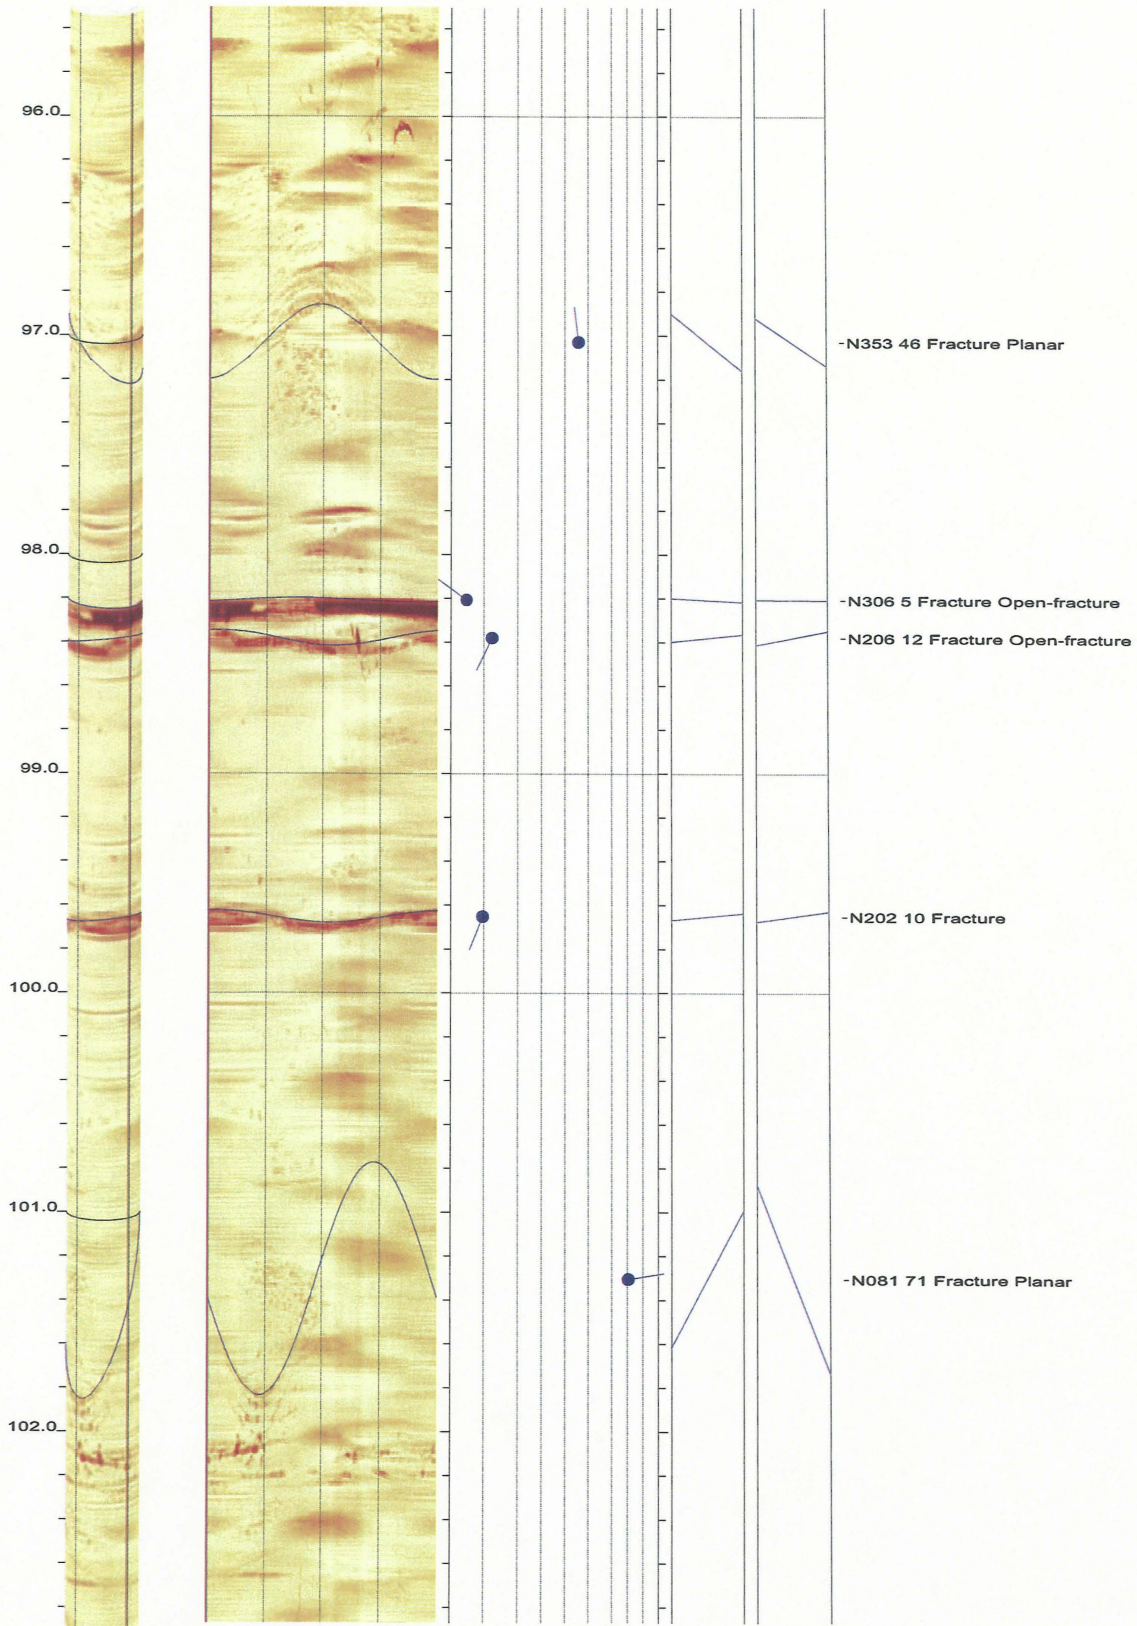 96.0
97.0
-N353 46 Fracture Planar
98.0
-N306 5 Fracture Open-fracture
-N206 12 Fracture Open-fracture
99.0
-N202 10 Fracture
100.0
101.0
-N081 71 Fracture Planar
102.0